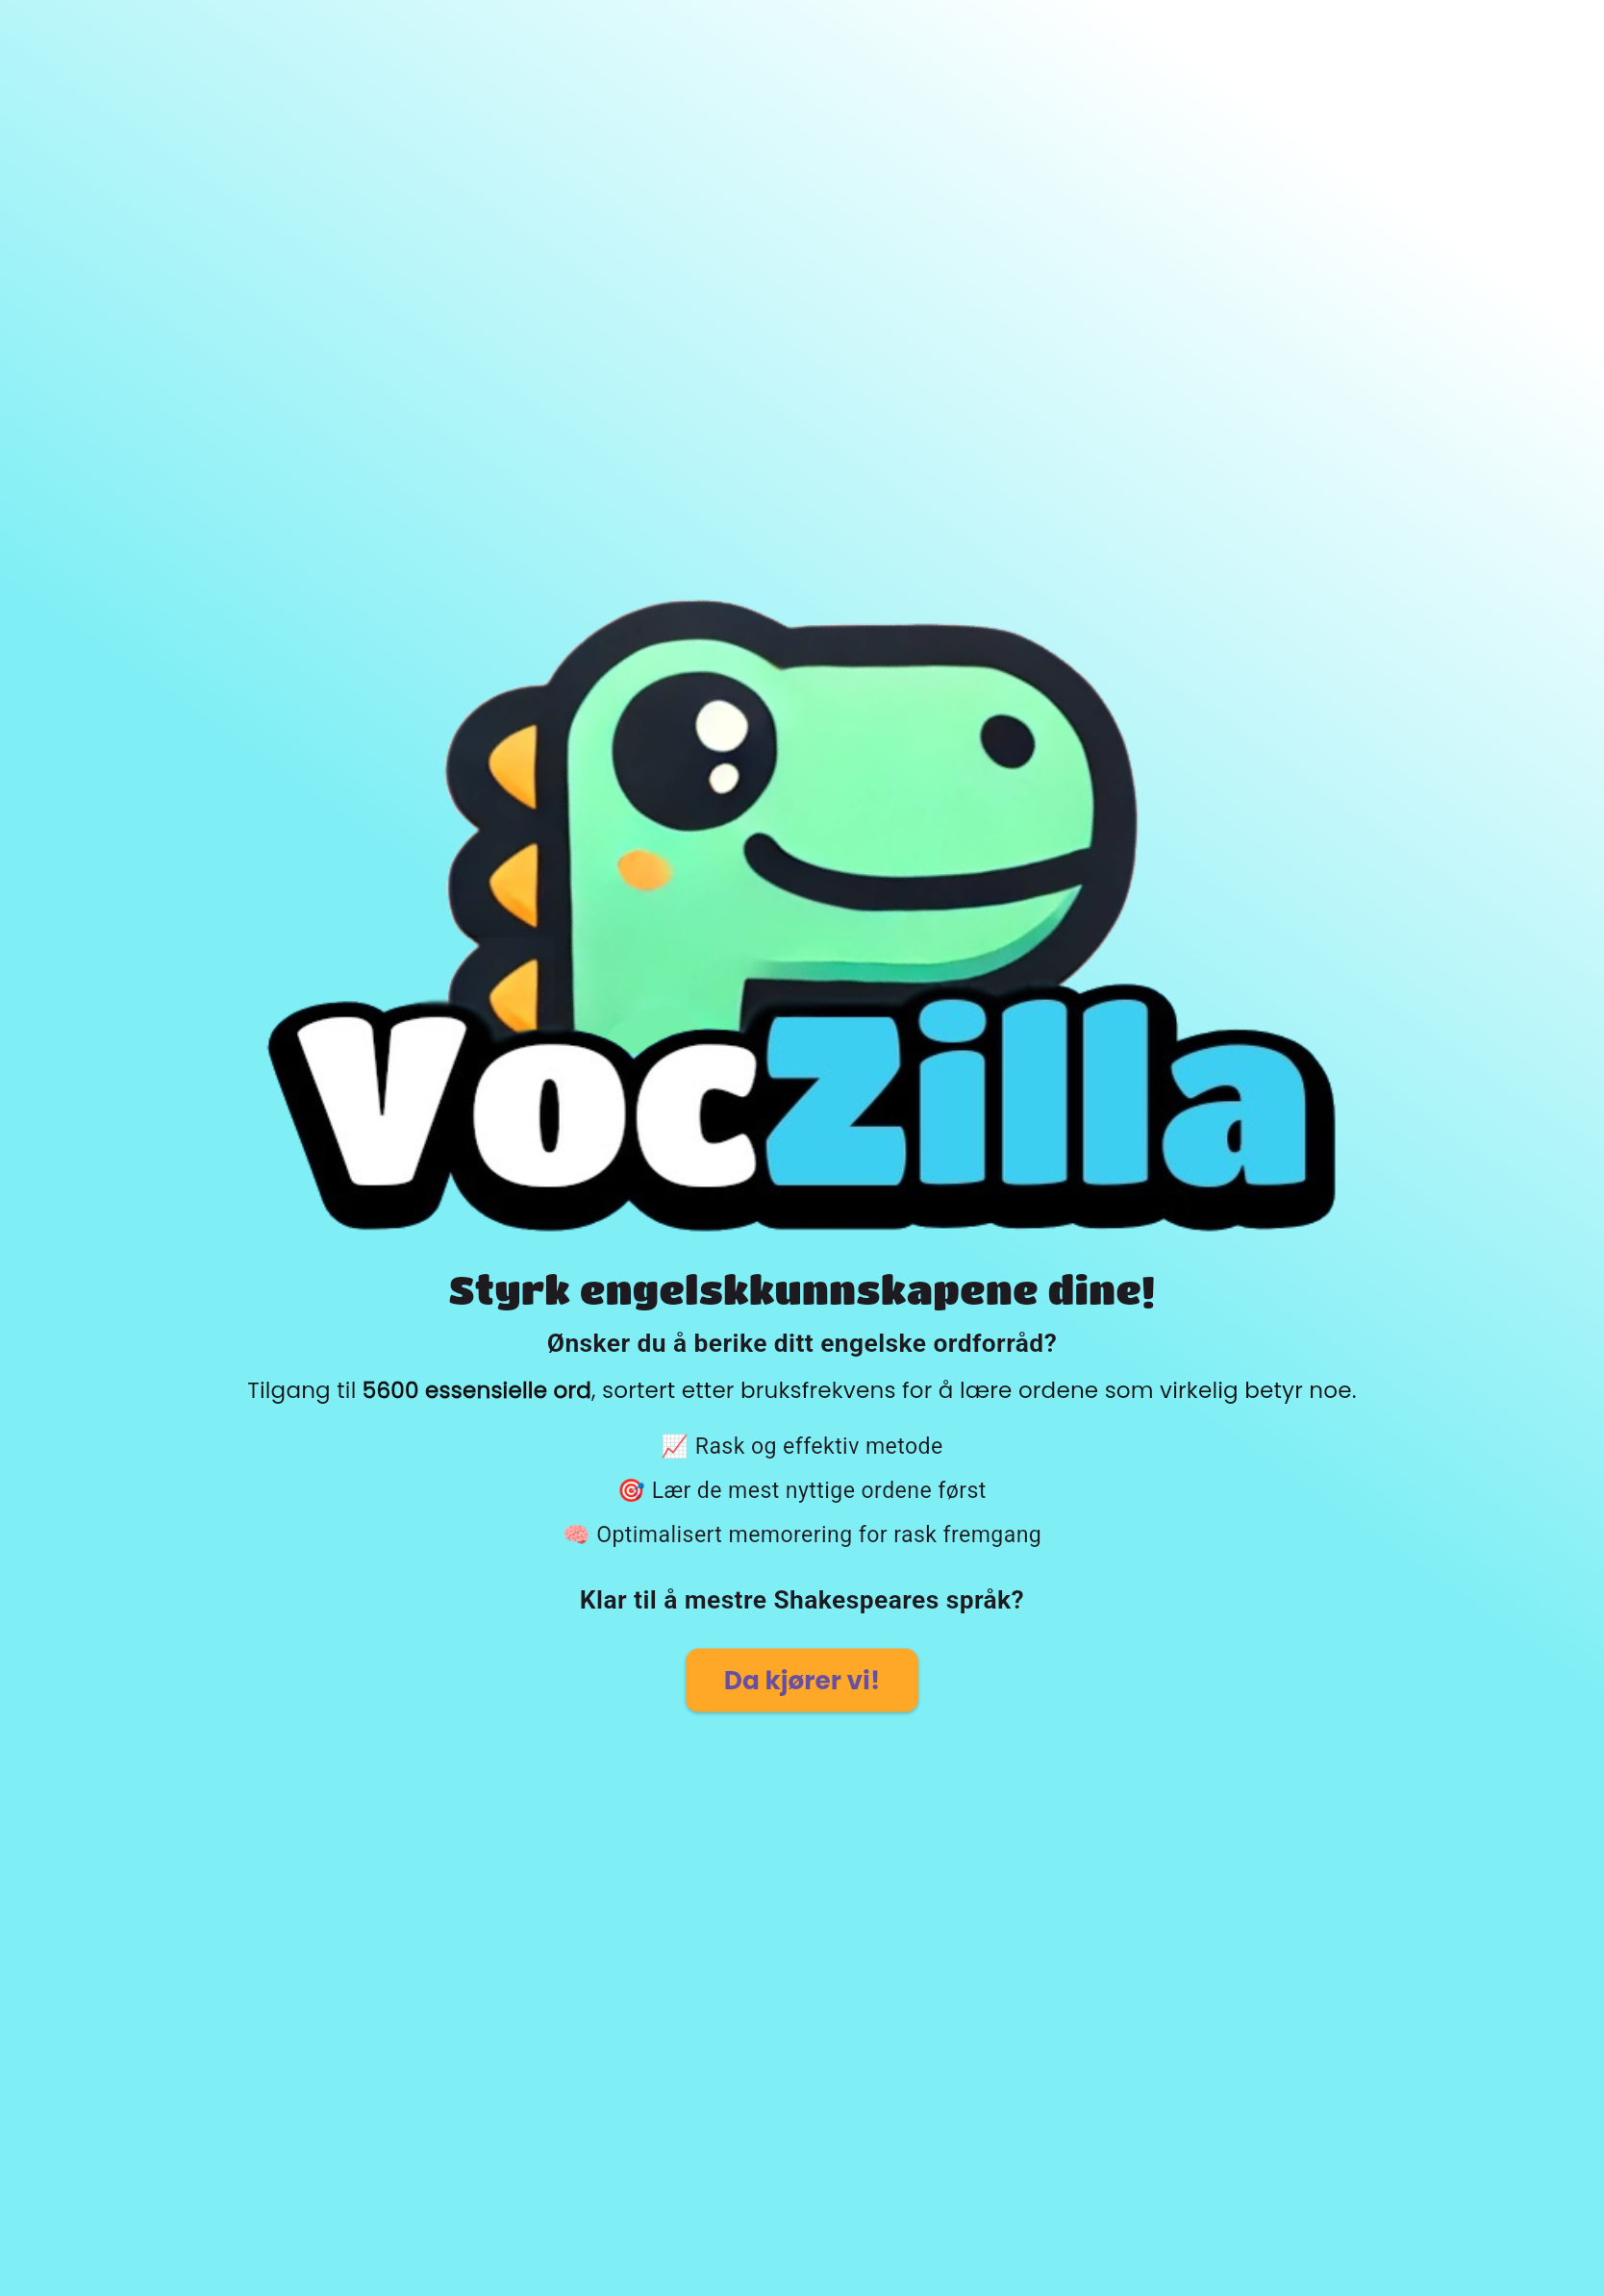 VocZilla
Styrk engelskkunnskapene dine!
Ønsker du å berike ditt engelske ordforråd?
Tilgang til 5600 essensielle ord, sortert etter bruksfrekvens for å lære ordene som virkelig betyr noe.
📈 Rask og effektiv metode
🎯 Lær de mest nyttige ordene først
🧠 Optimalisert memorering for rask fremgang
Klar til å mestre Shakespeares språk?
Da kjører vi!